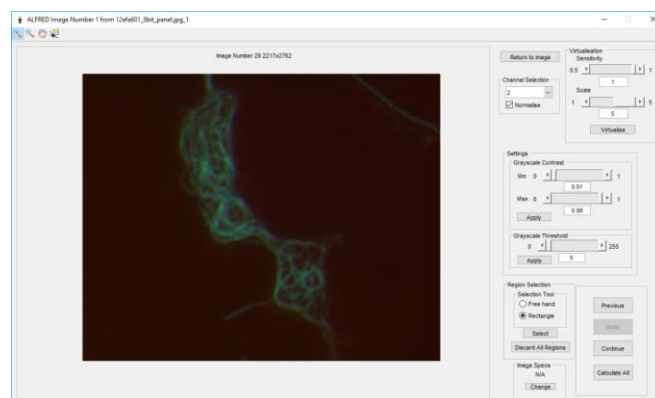 ALFRED Image Number 1 from 12efa601_8bit_panel.jpg_1
Image Number 29 2217x2762
Return to image
Channel Selection
2
Normalise
Virtualisation
Sensitivity
0.5
1
1
Scale
1
5
5
Virtualise
Settings
Grayscale Contrast
Min 0
1
0.01
Max 0
1
0.99
Apply
Grayscale Threshold
0
255
Apply
5
Region Selection
Selection Tool
Free hand
Rectangle
Select
Discard All Regions
Image Specs
N/A
Change
Previous
Undo
Continue
Calculate All